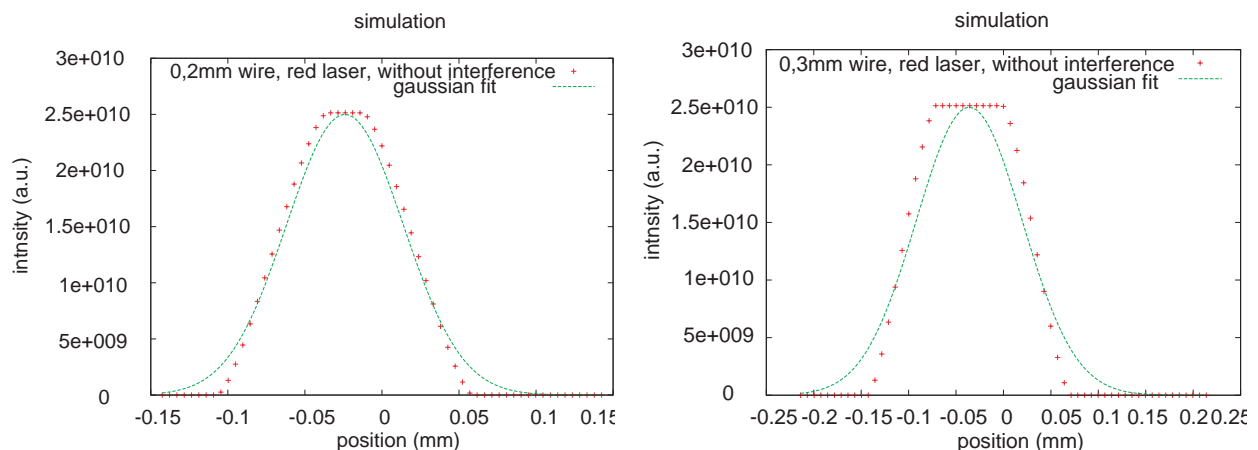 simulation
3e+010
0,2mm wire, red laser, without interference
gaussian fit
2.5e+010
2e+010
1.5e+010
1e+010
5e+009
0
intnsity (a.u.)
-0.15 -0.1 -0.05 0 0.05 0.1 0.15
position (mm)
simulation
3e+010
0,3mm wire, red laser, without interference
gaussian fit
2.5e+010
2e+010
1.5e+010
1e+010
5e+009
0
intensity (a.u.)
-0.25 -0.2 -0.15 -0.1 -0.05 0 0.05 0.1 0.15 0.2 0.25
position (mm)